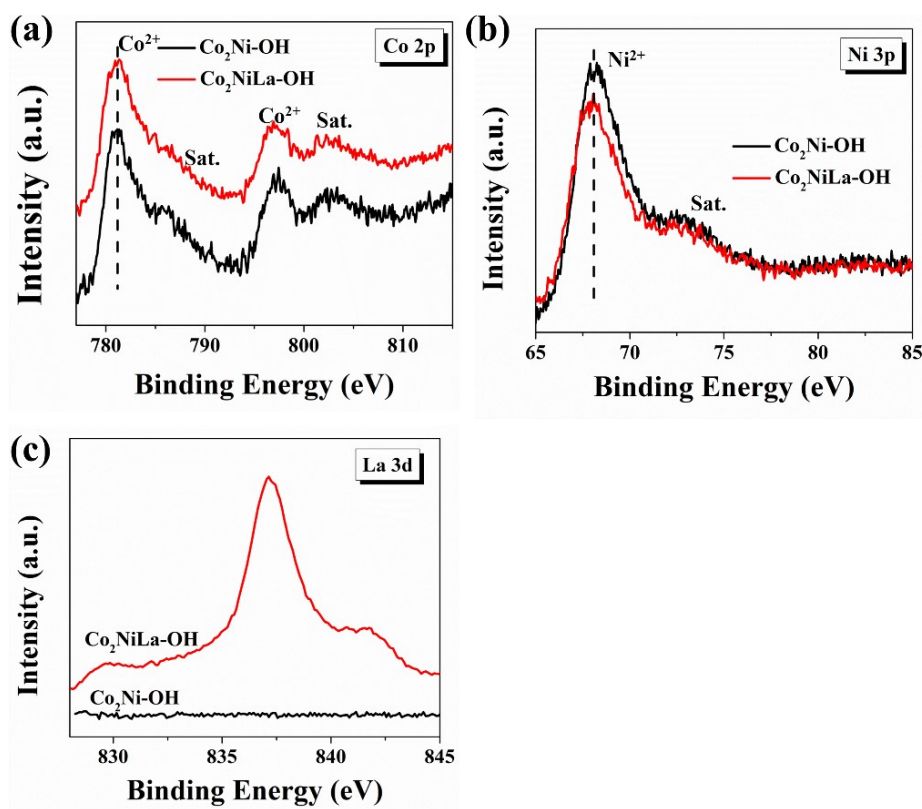 (a)
Co 2p
Co²⁺
Co₂Ni-OH
Co₂NiLa-OH
Sat.
Co²⁺
Sat.
Intensity (a.u.)
780 790 800 810
Binding Energy (eV)
(b)
Ni 3p
Ni²⁺
Co₂Ni-OH
Co₂NiLa-OH
Sat.
Intensity (a.u.)
65 70 75 80 85
Binding Energy (eV)
(c)
La 3d
Co₂NiLa-OH
Co₂Ni-OH
Intensity (a.u.)
830 835 840 845
Binding Energy (eV)